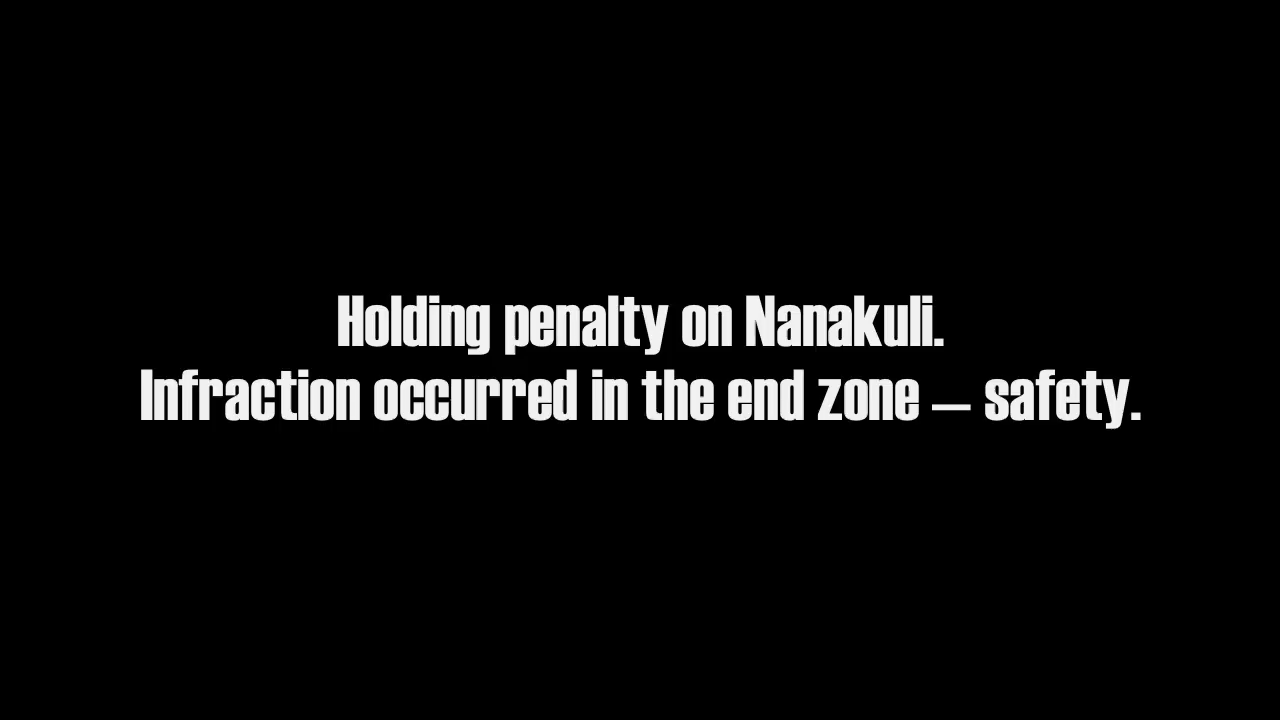 Holding penalty on Nanakuli.
Infraction occurred in the end zone – safety.